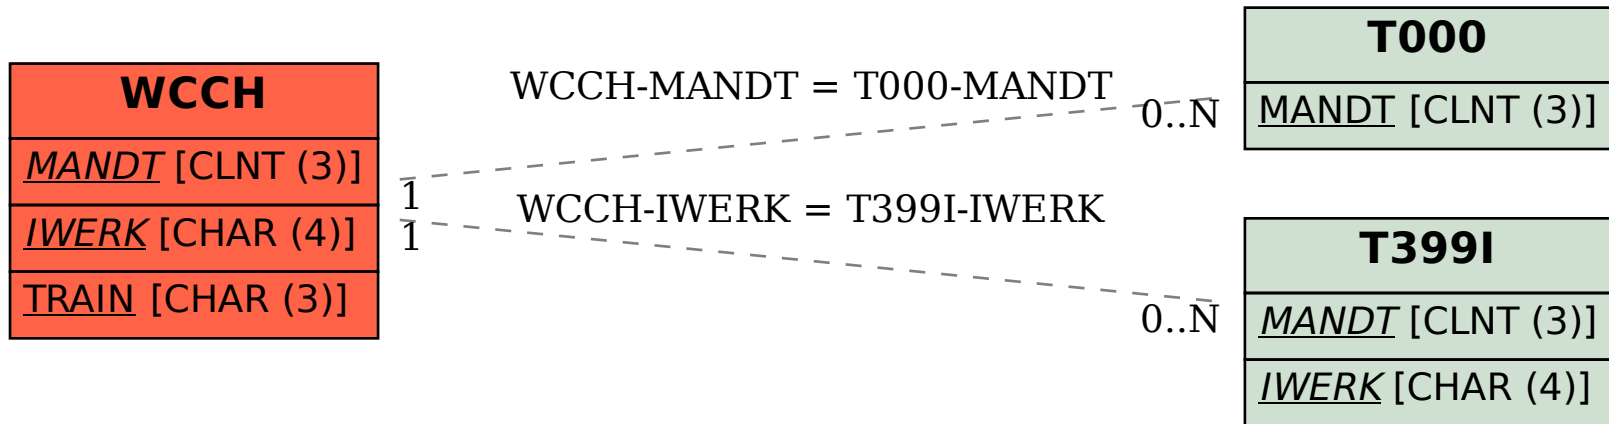 WCCH
MANDT [CLNT (3)]
IWERK [CHAR (4)]
TRAIN [CHAR (3)]
WCCH-MANDT = T000-MANDT
0..N
1
WCCH-IWERK = T399I-IWERK
1
0..N
T000
MANDT [CLNT (3)]
T399I
MANDT [CLNT (3)]
IWERK [CHAR (4)]